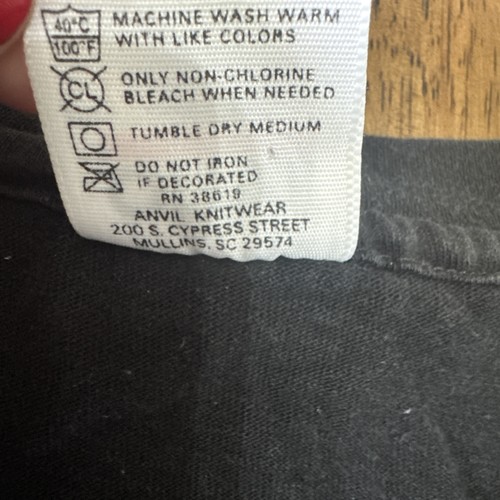 40°C
100°F
MACHINE WASH WARM
WITH LIKE COLORS
CL
ONLY NON-CHLORINE
BLEACH WHEN NEEDED
TUMBLE DRY MEDIUM
DO NOT IRON
IF DECORATED
RN 38619
ANVIL KNITWEAR
200 S. CYPRESS STREET
MULLINS, SC 29574